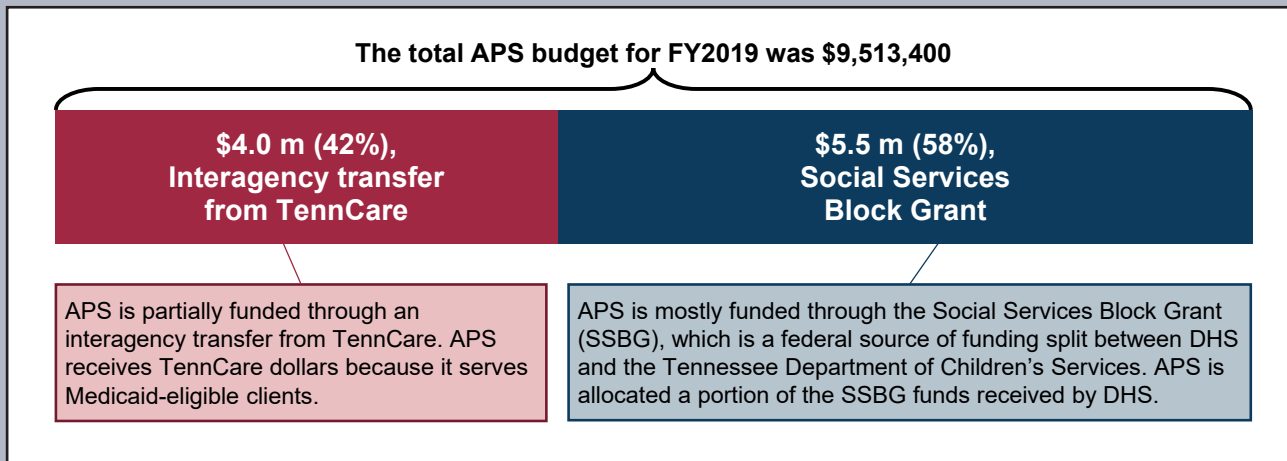 The total APS budget for FY2019 was $9,513,400
$4.0 m (42%),
Interagency transfer
from TennCare
$5.5 m (58%),
Social Services
Block Grant
APS is partially funded through an
interagency transfer from TennCare. APS
receives TennCare dollars because it serves
Medicaid-eligible clients.
APS is mostly funded through the Social Services Block Grant
(SSBG), which is a federal source of funding split between DHS
and the Tennessee Department of Children’s Services. APS is
allocated a portion of the SSBG funds received by DHS.